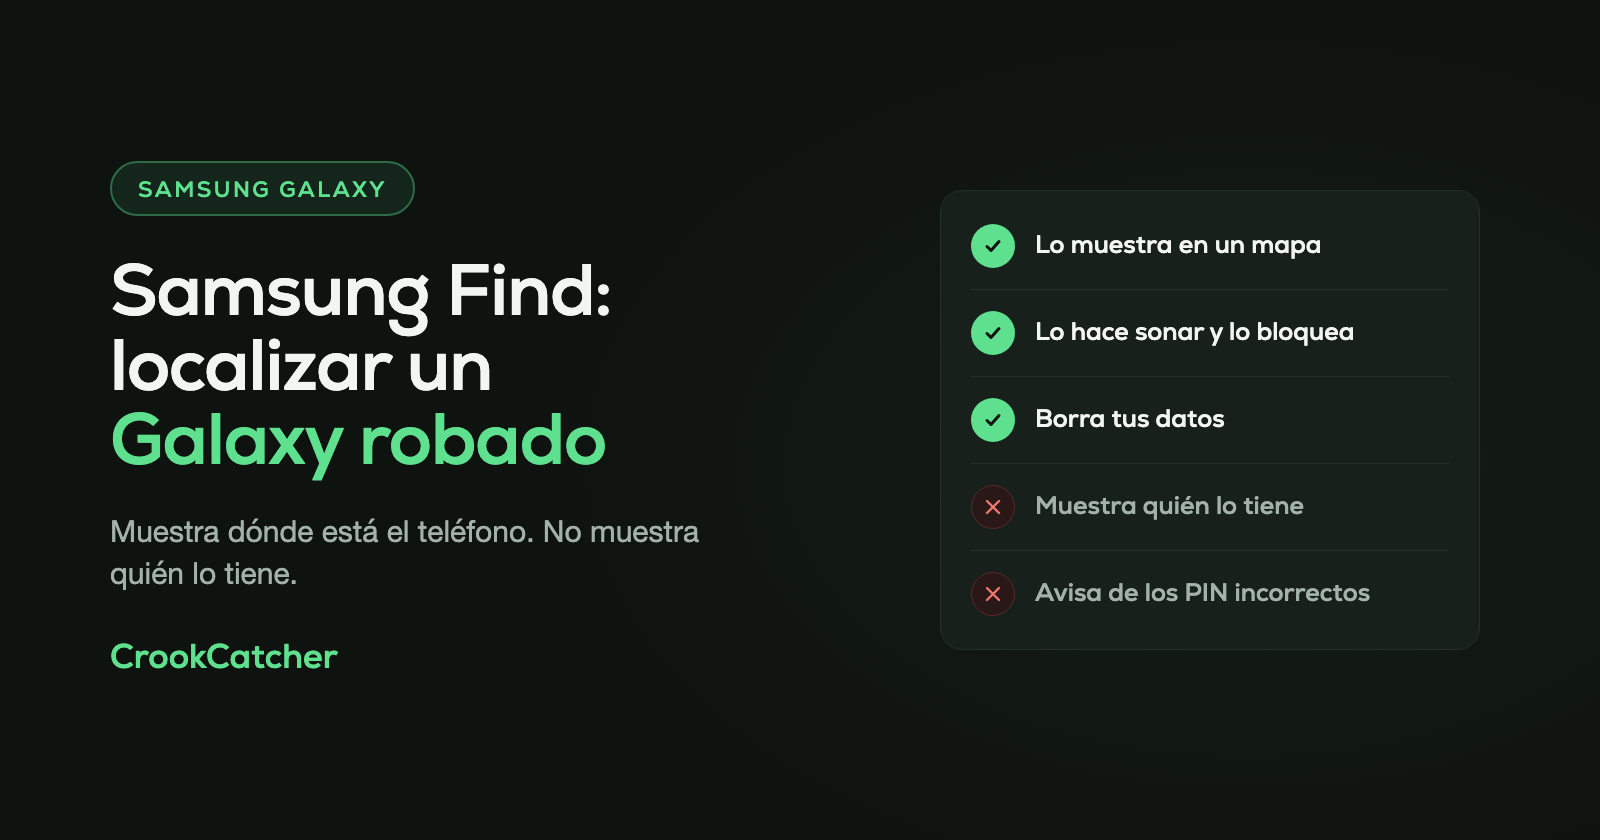 SAMSUNG GALAXY
Samsung Find:
localizar un
Galaxy robado
Muestra dónde está el teléfono. No muestra
quién lo tiene.
CrookCatcher
Lo muestra en un mapa
Lo hace sonar y lo bloquea
Borra tus datos
Muestra quién lo tiene
Avisa de los PIN incorrectos